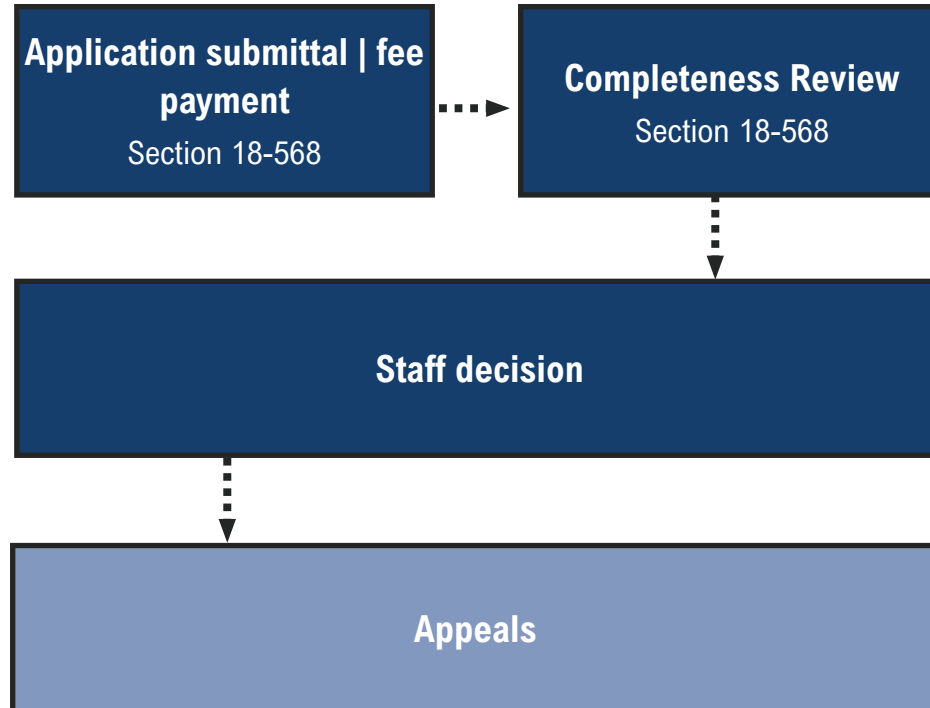 Application submittal | fee
payment
Section 18-568
Completeness Review
Section 18-568
Staff decision
Appeals